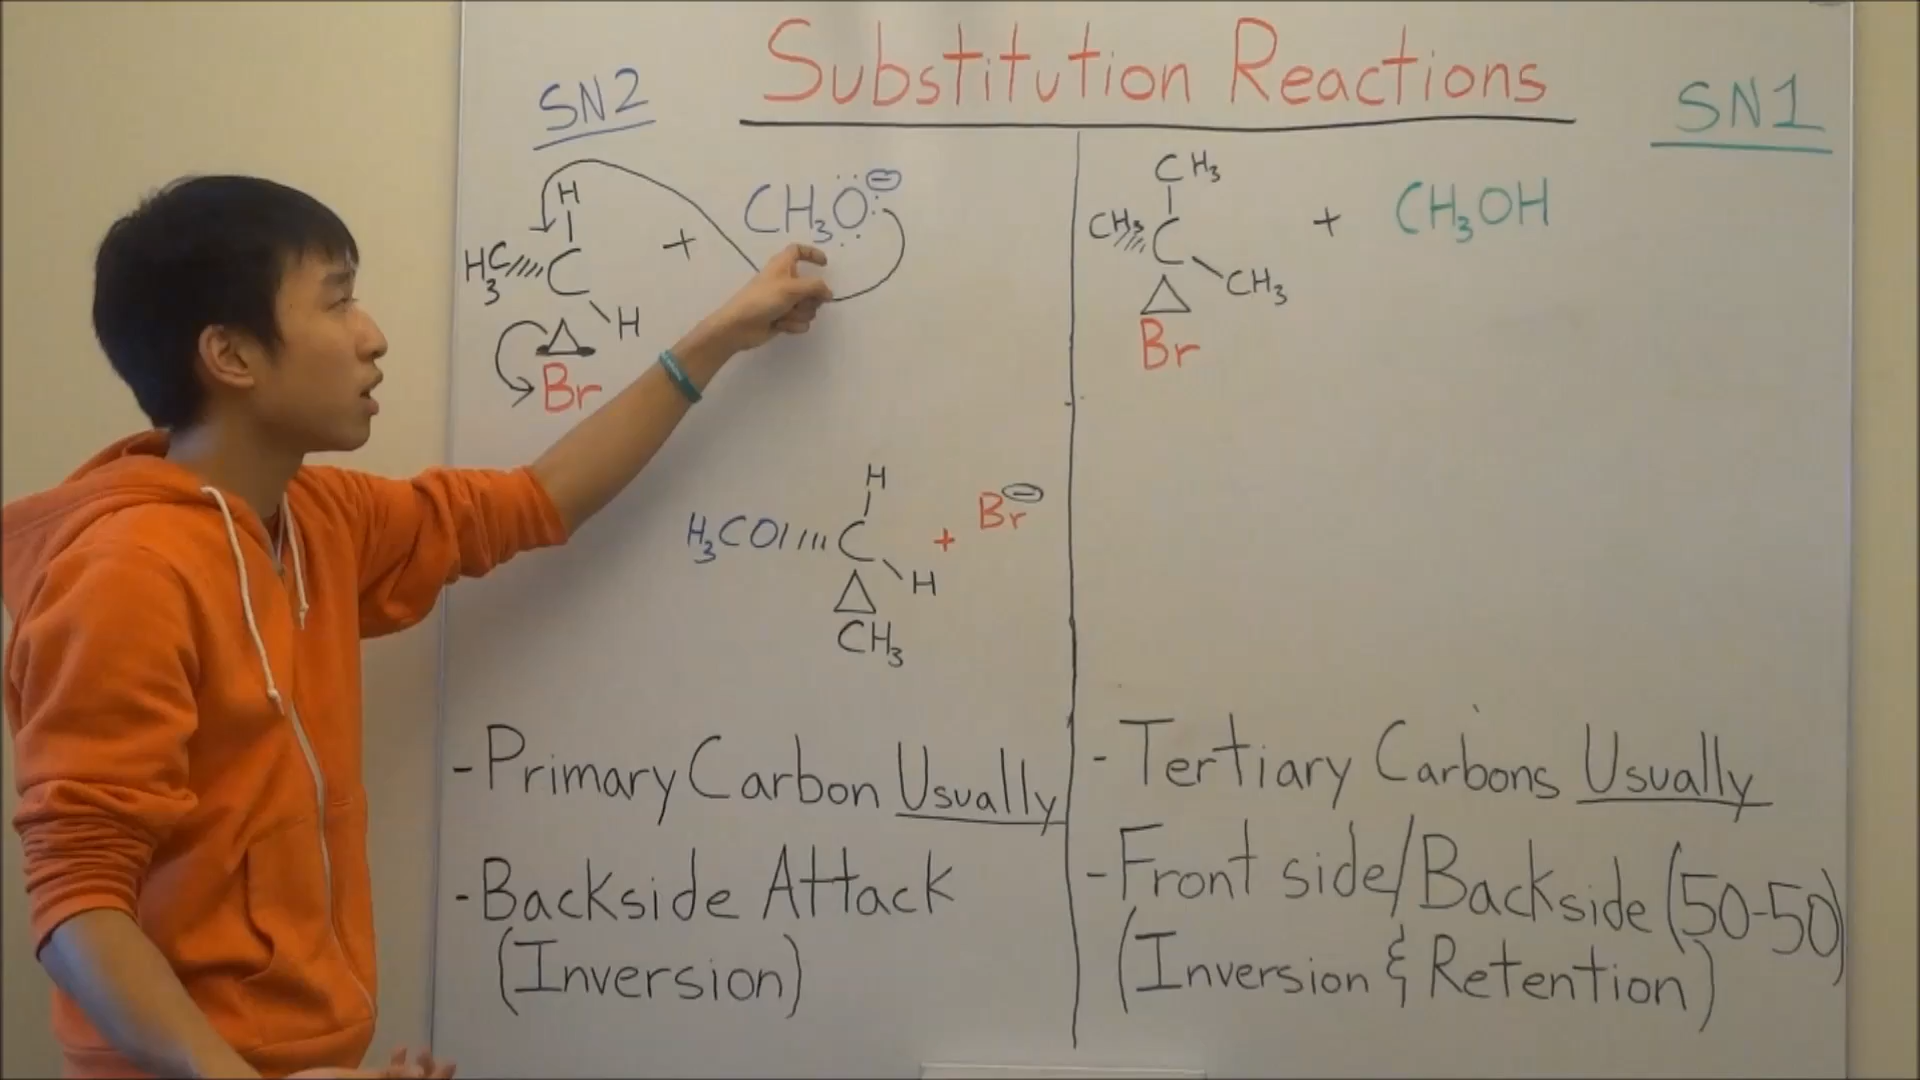 Substitution Reactions
SN2
H
H3C C
H
Br
+
CH3O⊖
H
H3CO C
H
CH3
+ Br⊖
- Primary Carbon Usually
- Backside Attack
(Inversion)
SN1
CH3
CH3 C
CH3
Br
+ CH3OH
- Tertiary Carbons Usually
- Front side/Backside (50-50)
(Inversion & Retention)